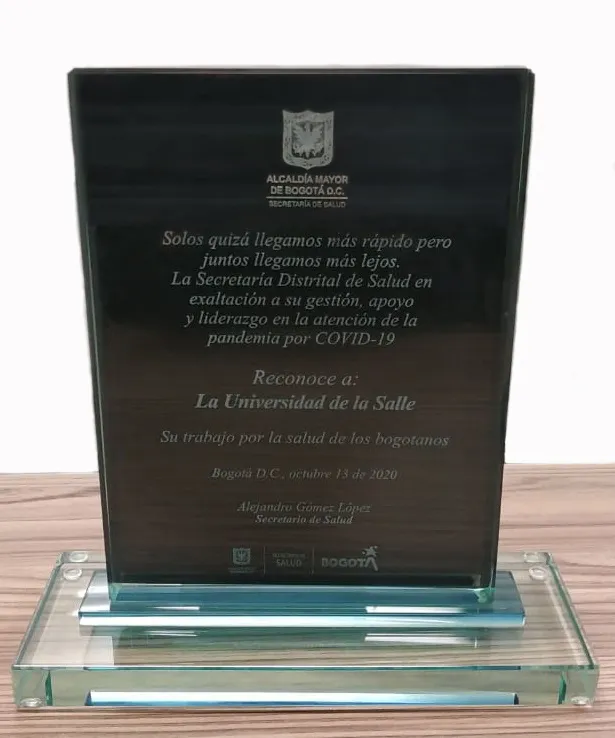 ALCALDÍA MAYOR
DE BOGOTÁ D.C.
SECRETARÍA DE SALUD
Solos quizá llegamos más rápido pero
juntos llegamos más lejos.
La Secretaría Distrital de Salud en
exaltación a su gestión, apoyo
y liderazgo en la atención de la
pandemia por COVID-19
Reconoce a:
La Universidad de la Salle
Su trabajo por la salud de los bogotanos
Bogotá D.C., octubre 13 de 2020
Alejandro Gómez López
Secretario de Salud
SALUD
BOGOTÁ